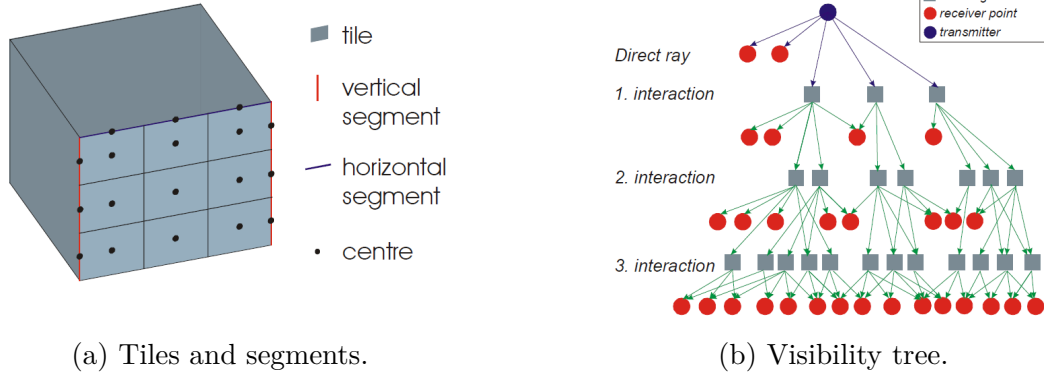 tile
vertical
segment
horizontal
segment
centre
receiver point
transmitter
Direct ray
1. interaction
2. interaction
3. interaction
(a) Tiles and segments.
(b) Visibility tree.